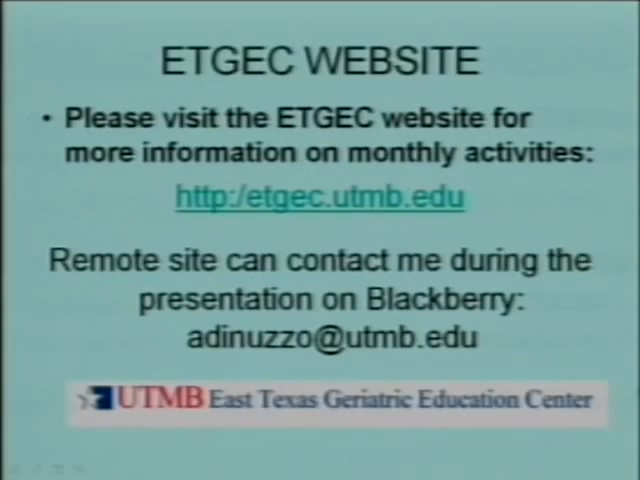 ETGEC WEBSITE
• Please visit the ETGEC website for
more information on monthly activities:
http:/etgec.utmb.edu
Remote site can contact me during the
presentation on Blackberry:
adinuzzo@utmb.edu
UTMB East Texas Geriatric Education Center